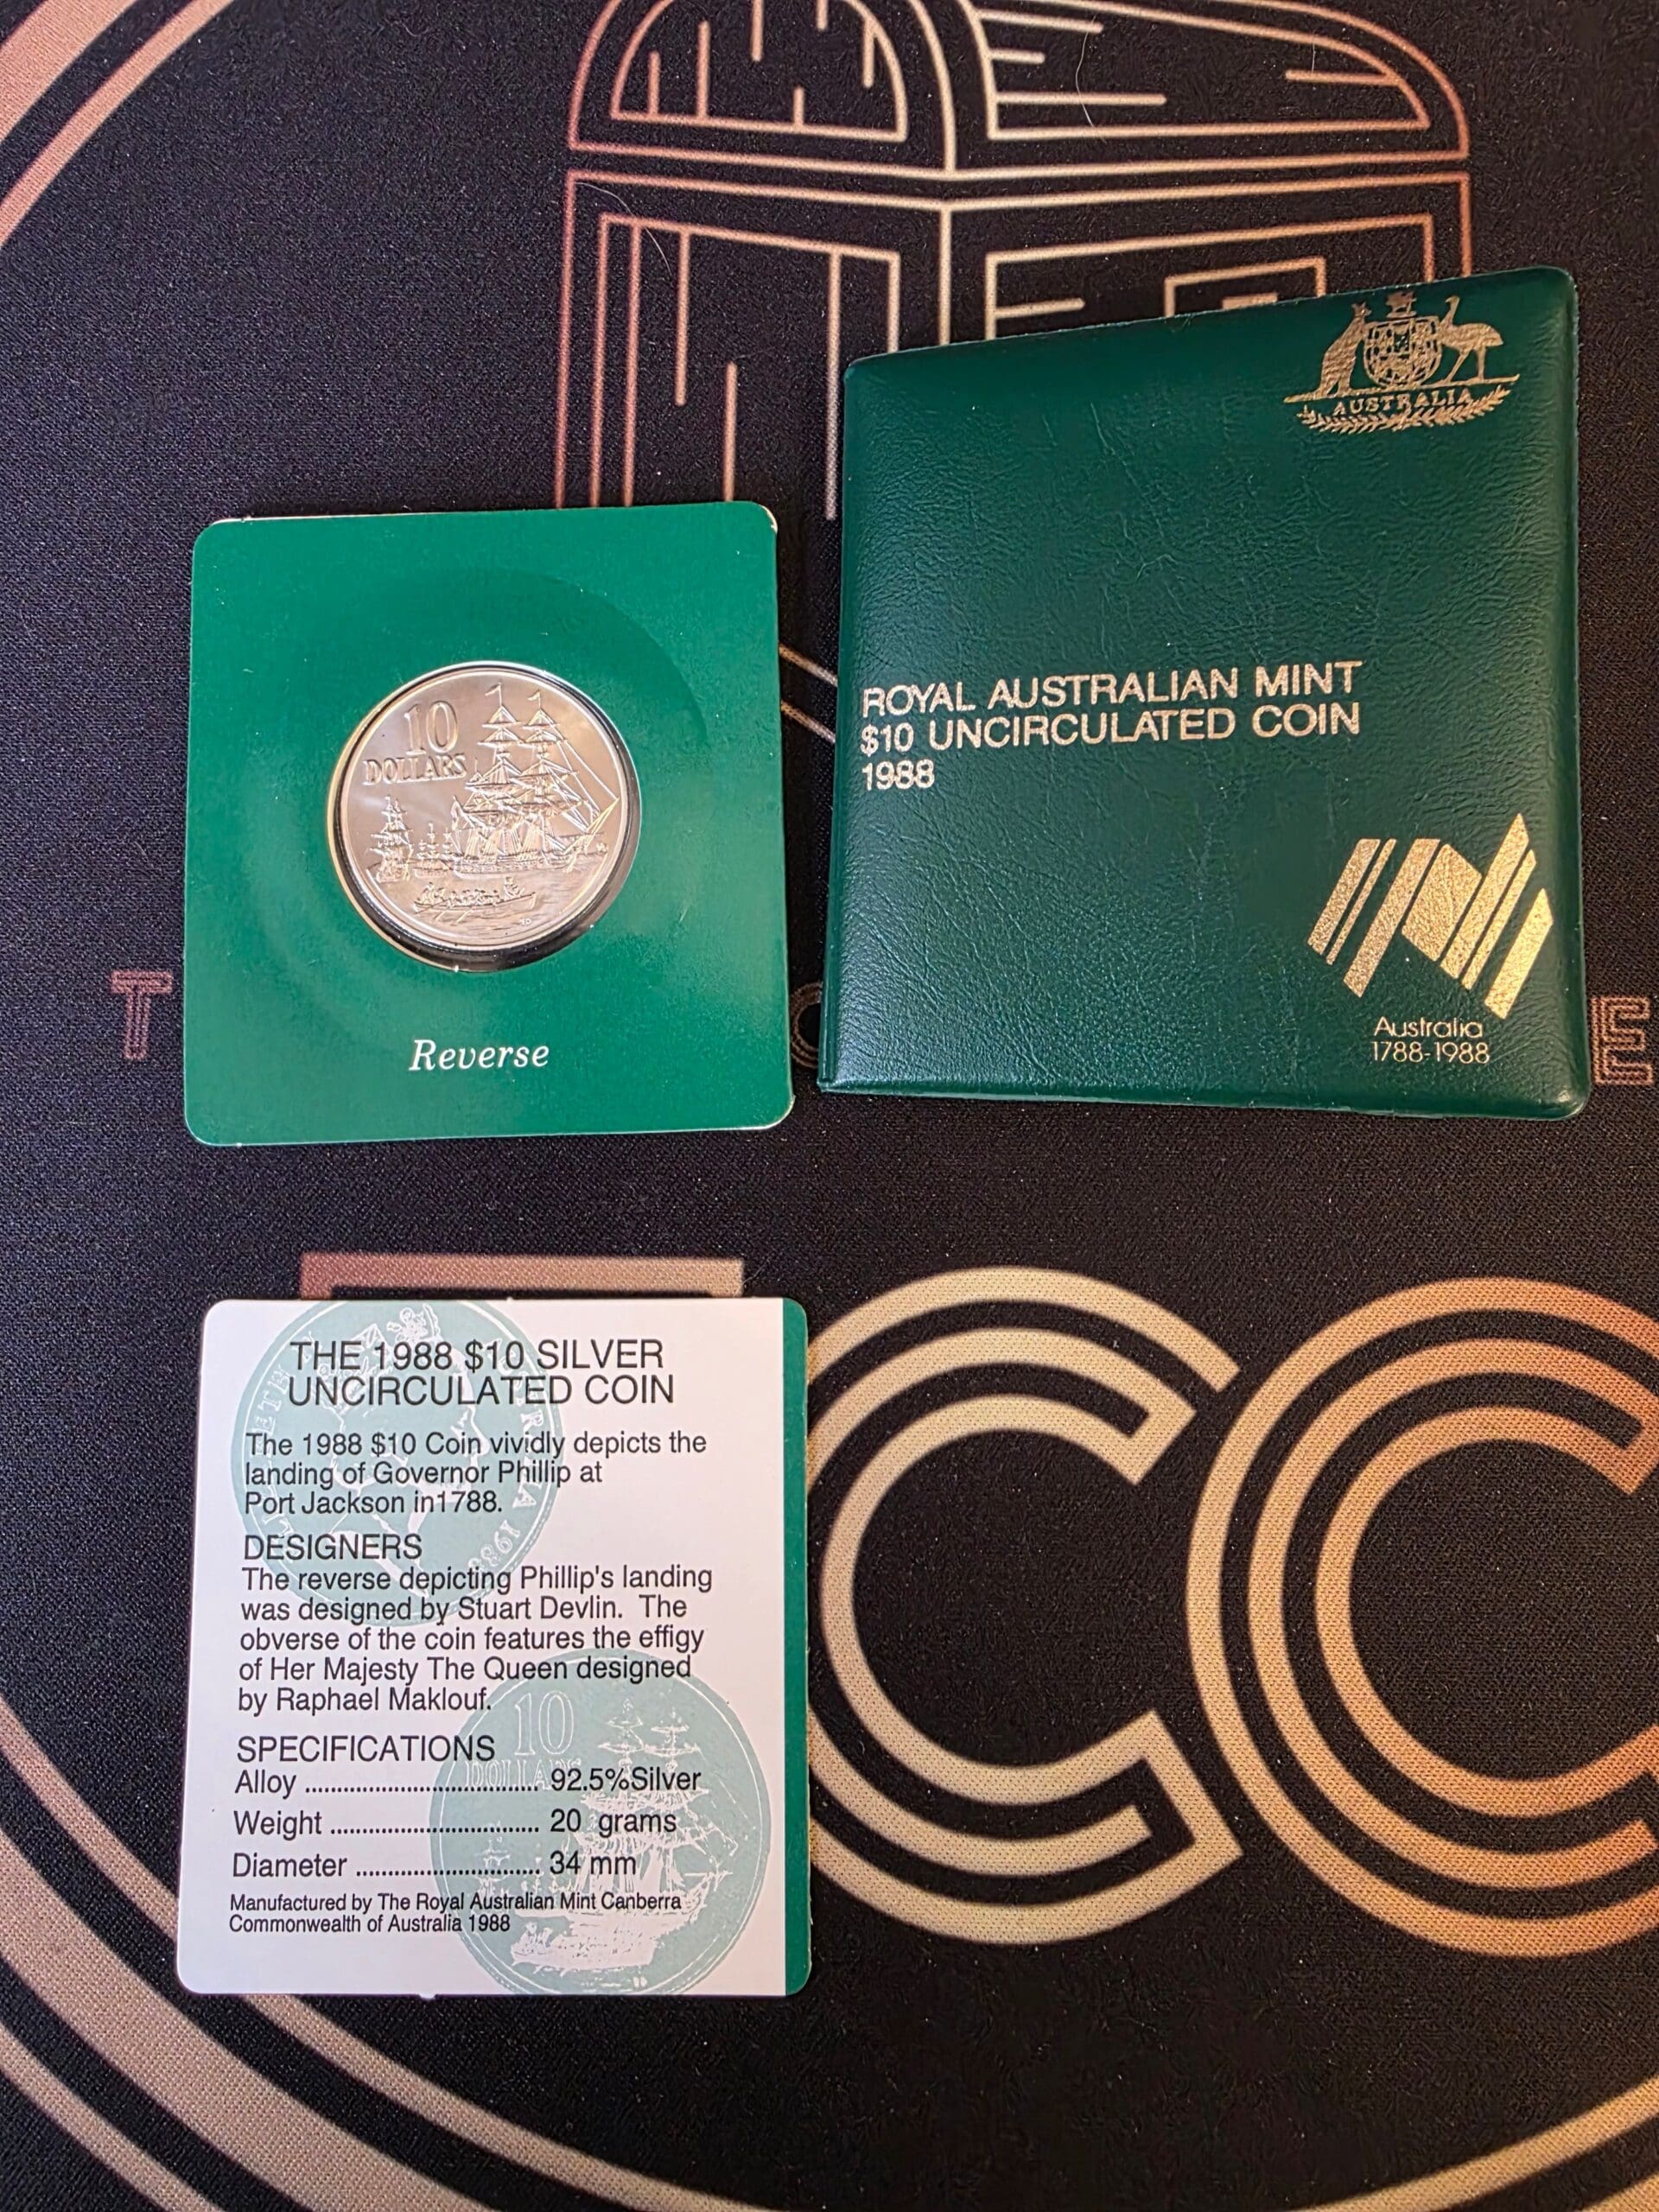 AUSTRALIA
ROYAL AUSTRALIAN MINT
$10 UNCIRCULATED COIN
1988
Australia
1788-1988
10
DOLLARS
Reverse
T
E
CC
THE 1988 $10 SILVER
UNCIRCULATED COIN
The 1988 $10 Coin vividly depicts the
landing of Governor Phillip at
Port Jackson in1788.
DESIGNERS
The reverse depicting Phillip's landing
was designed by Stuart Devlin. The
obverse of the coin features the effigy
of Her Majesty The Queen designed
by Raphael Maklouf.
SPECIFICATIONS
Alloy .................................. 92.5%Silver
Weight ............................... 20 grams
Diameter ........................... 34 mm
Manufactured by The Royal Australian Mint Canberra
Commonwealth of Australia 1988
10
DOLLARS